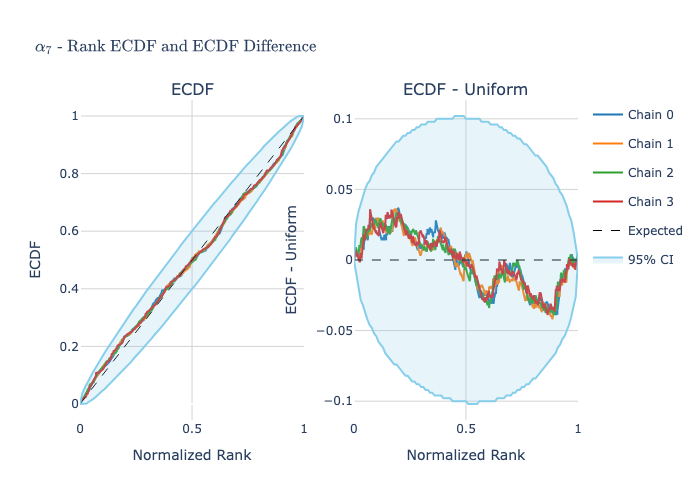 α₇ - Rank ECDF and ECDF Difference
ECDF
ECDF - Uniform
1
0.8
0.6
0.4
0.2
0
ECDF
0
0.5
1
Normalized Rank
0.1
0.05
0
−0.05
−0.1
ECDF - Uniform
0
0.5
1
Normalized Rank
Chain 0
Chain 1
Chain 2
Chain 3
Expected
95% CI